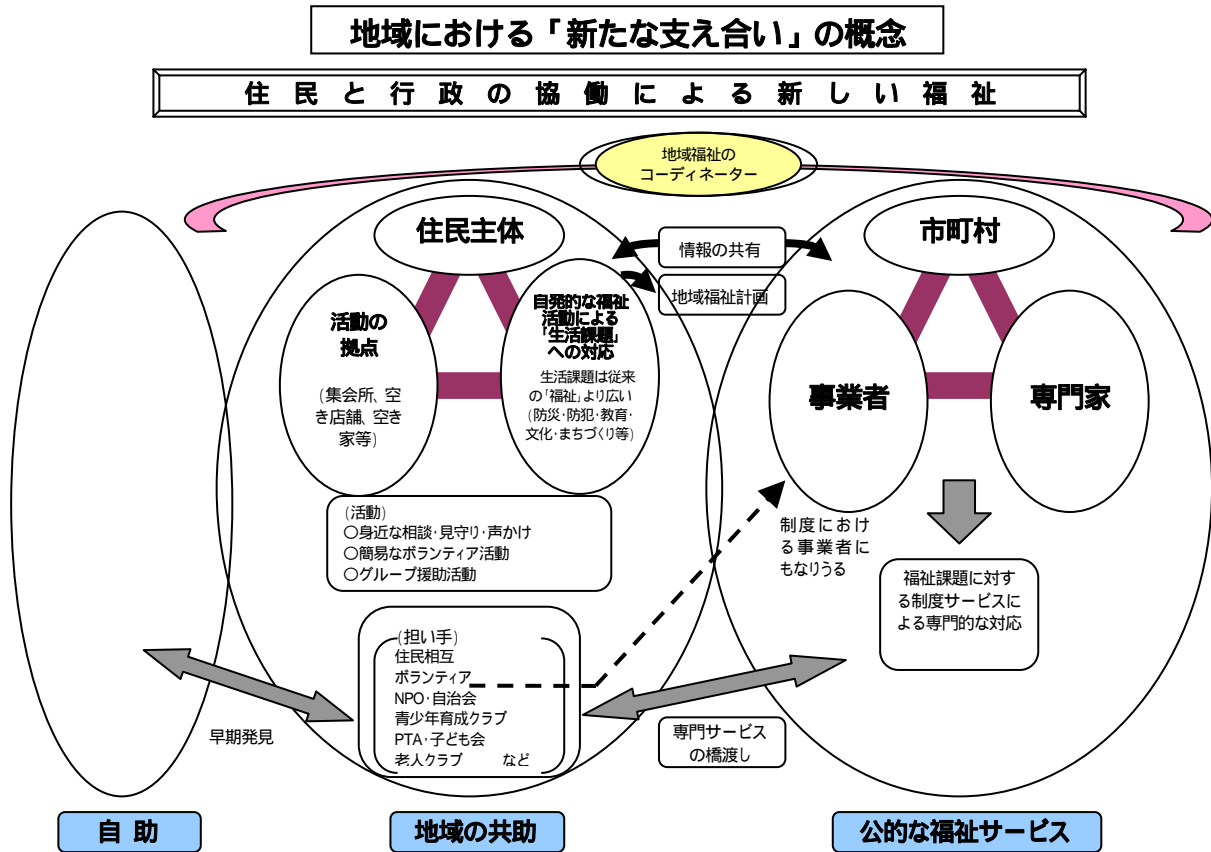 地域における「新たな支え合い」の概念
住民と行政の協働による新しい福祉
地域福祉の
コーディネーター
住民主体
活動の
拠点
(集会所、空
き店舗、空き
家等)
自発的な福祉
活動による
「生活課題」
への対応
生活課題は従来
の「福祉」より広い
(防災・防犯・教育・
文化・まちづくり等)
情報の共有
地域福祉計画
市町村
事業者
専門家
(活動)
○身近な相談・見守り・声かけ
○簡易なボランティア活動
○グループ援助活動
制度におけ
る事業者に
もなりうる
福祉課題に対す
る制度サービスに
よる専門的な対応
(担い手)
住民相互
ボランティア
NPO・自治会
青少年育成クラブ
PTA・子ども会
老人クラブ など
早期発見
専門サービス
の橋渡し
自 助
地域の共助
公的な福祉サービス